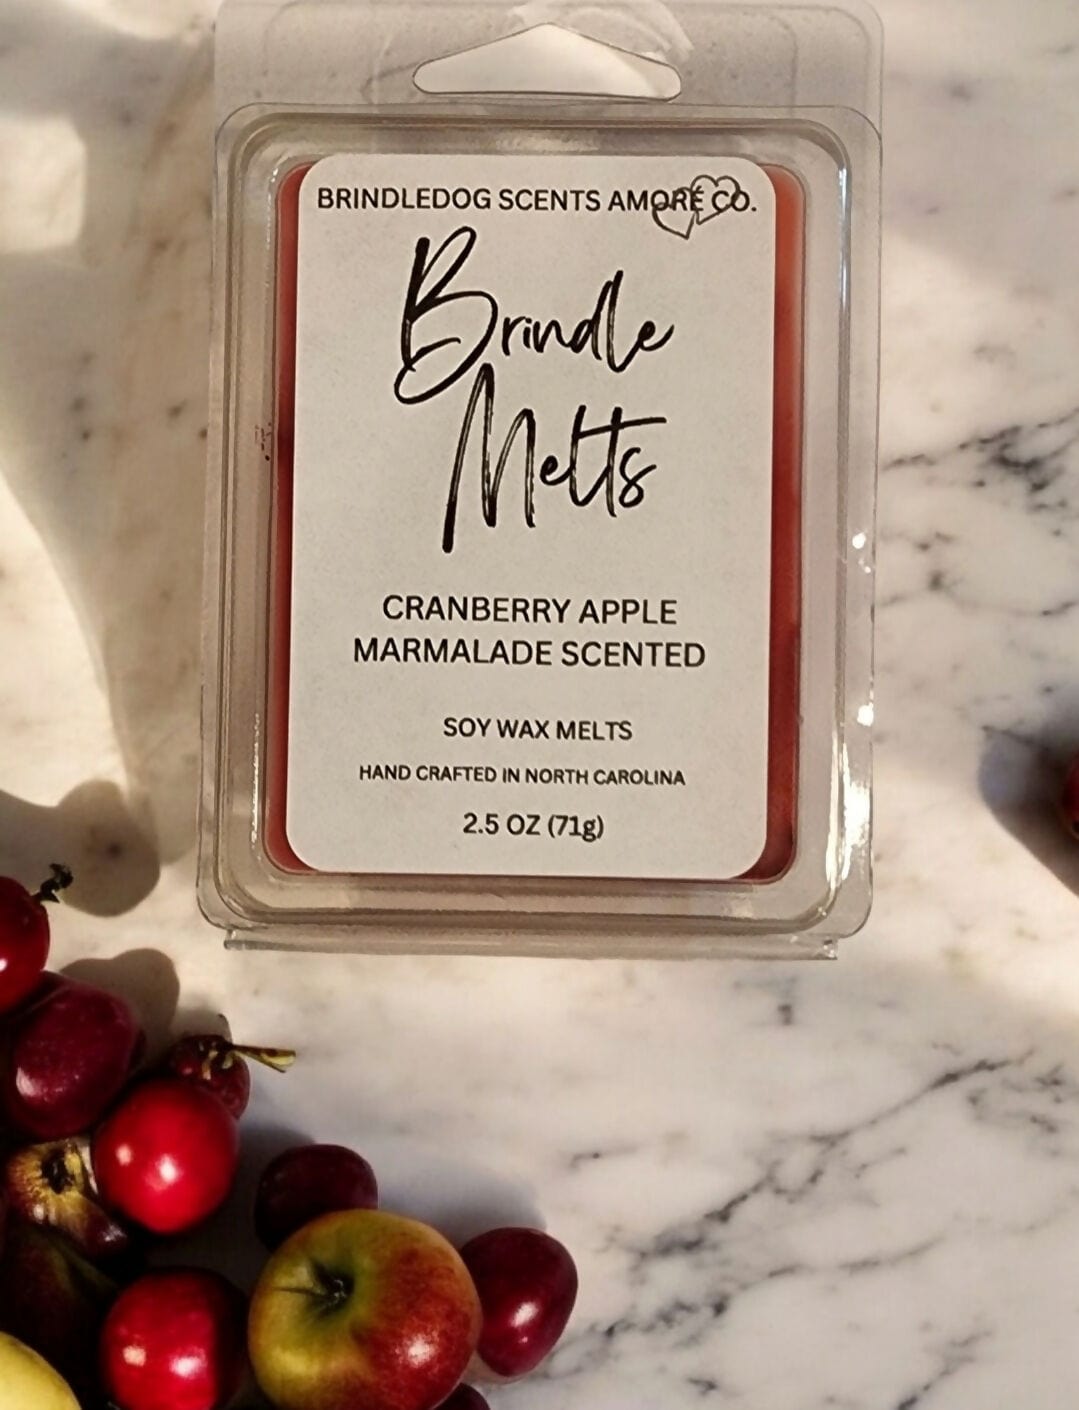 BRINDLEDOG SCENTS AMORÉ CO.
Brindle
Melts
CRANBERRY APPLE
MARMALADE SCENTED
SOY WAX MELTS
HAND CRAFTED IN NORTH CAROLINA
2.5 OZ (71g)